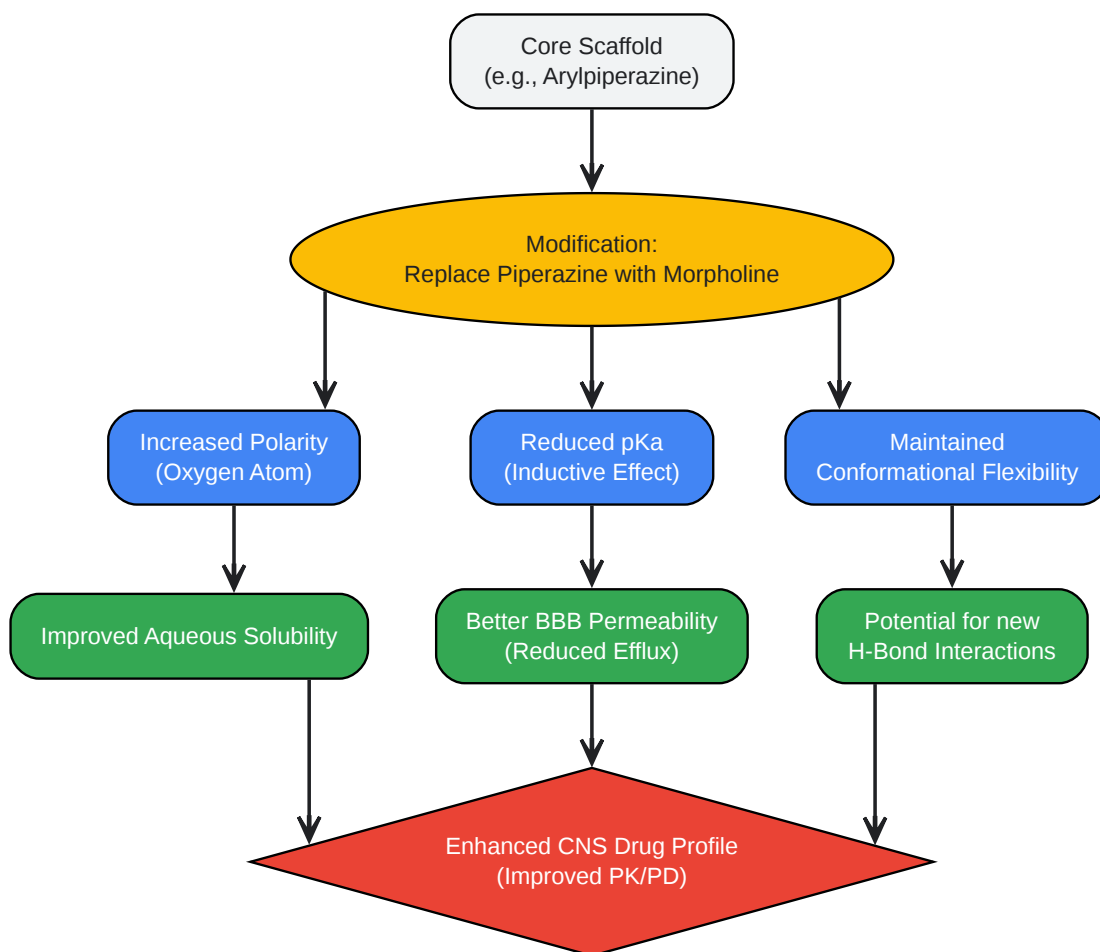 Core Scaffold
(e.g., Arylpiperazine)
Modification:
Replace Piperazine with Morpholine
Increased Polarity
(Oxygen Atom)
Reduced pKa
(Inductive Effect)
Maintained
Conformational Flexibility
Improved Aqueous Solubility
Better BBB Permeability
(Reduced Efflux)
Potential for new
H-Bond Interactions
Enhanced CNS Drug Profile
(Improved PK/PD)